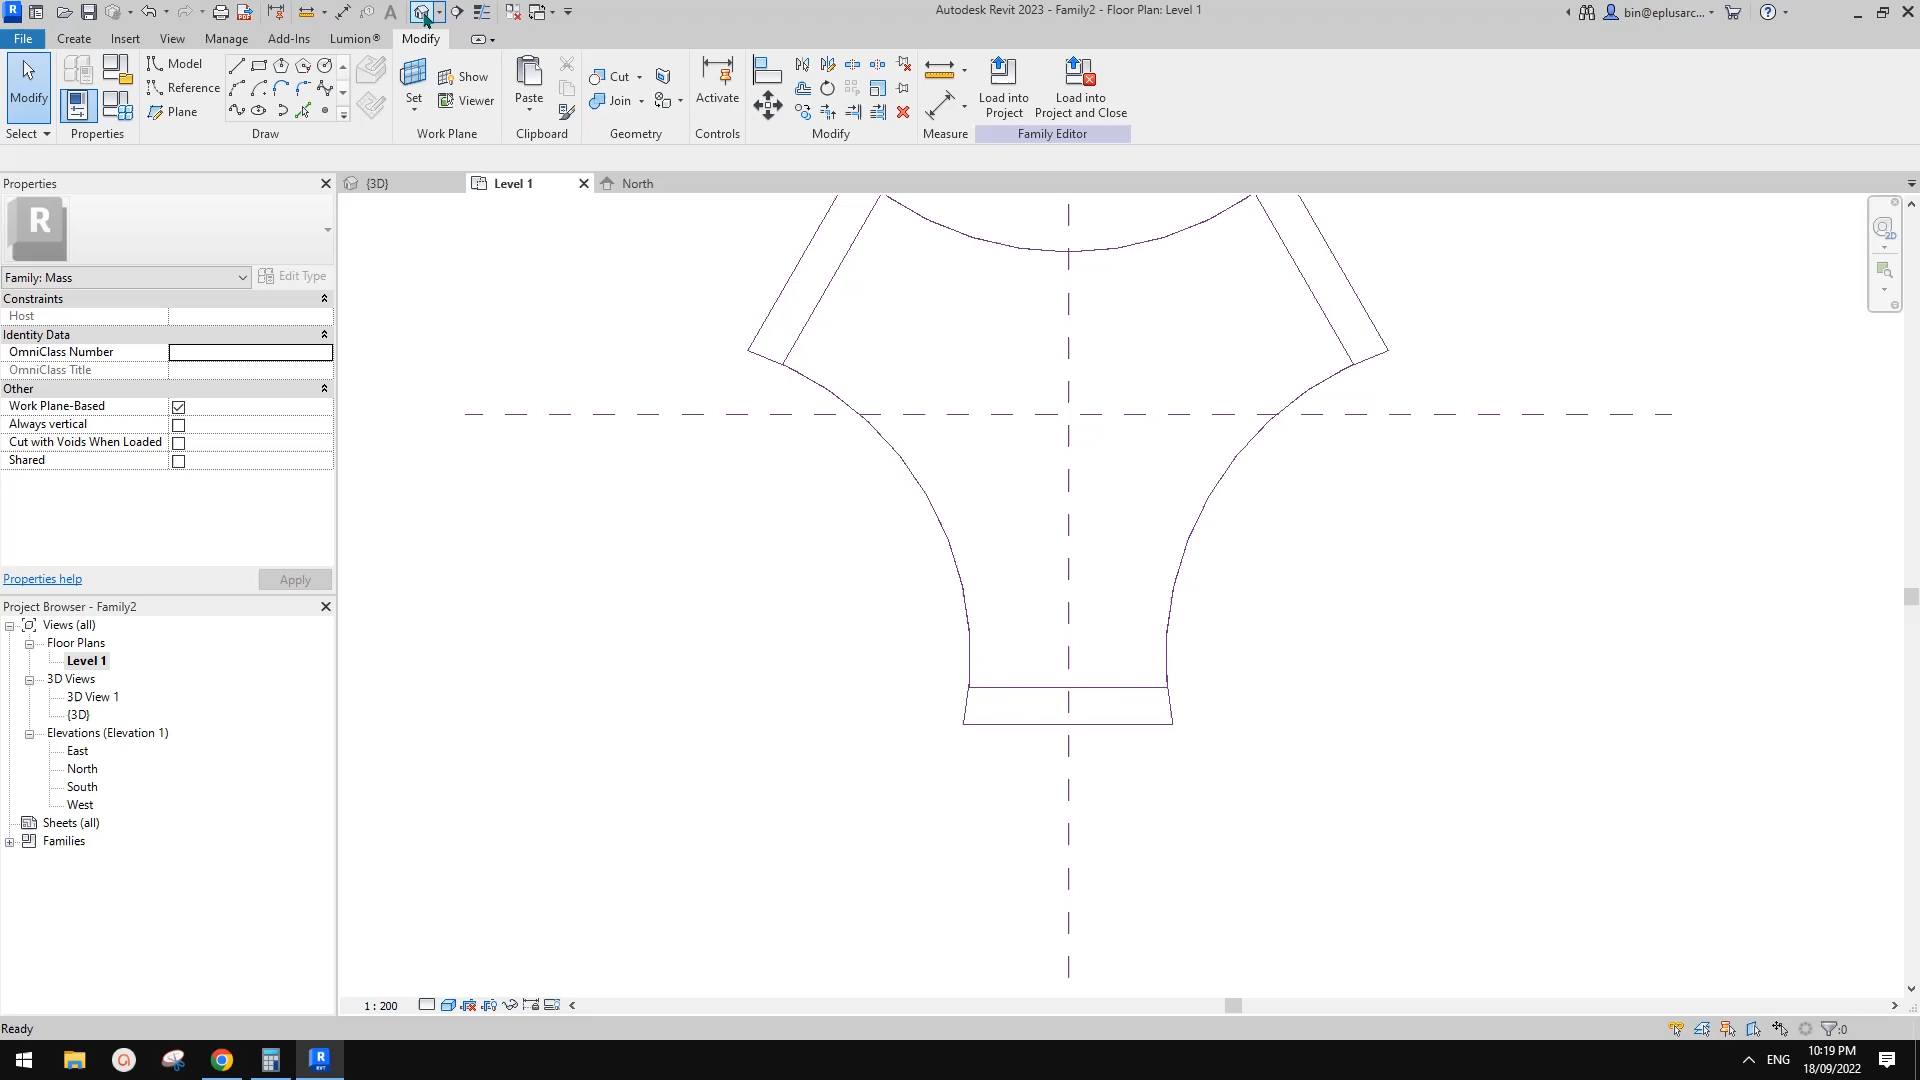 Autodesk Revit 2023 - Family2 - Floor Plan: Level 1
bin@eplusarc...
File Create Insert View Manage Add-Ins Lumion® Modify
Modify
Model
Reference
Plane
Set
Show
Viewer
Paste
Cut
Join
Activate
Load into
Project
Load into
Project and Close
Select Properties Draw Work Plane Clipboard Geometry Controls Modify Measure Family Editor
Properties
{3D} Level 1 North
R
Family: Mass Edit Type
Constraints
Host
Identity Data
OmniClass Number
OmniClass Title
Other
Work Plane-Based
Always vertical
Cut with Voids When Loaded
Shared
Properties help Apply
Project Browser - Family2
Views (all)
Floor Plans
Level 1
3D Views
3D View 1
{3D}
Elevations (Elevation 1)
East
North
South
West
Sheets (all)
Families
2D
1 : 200
Ready
:0
ENG
10:19 PM
18/09/2022